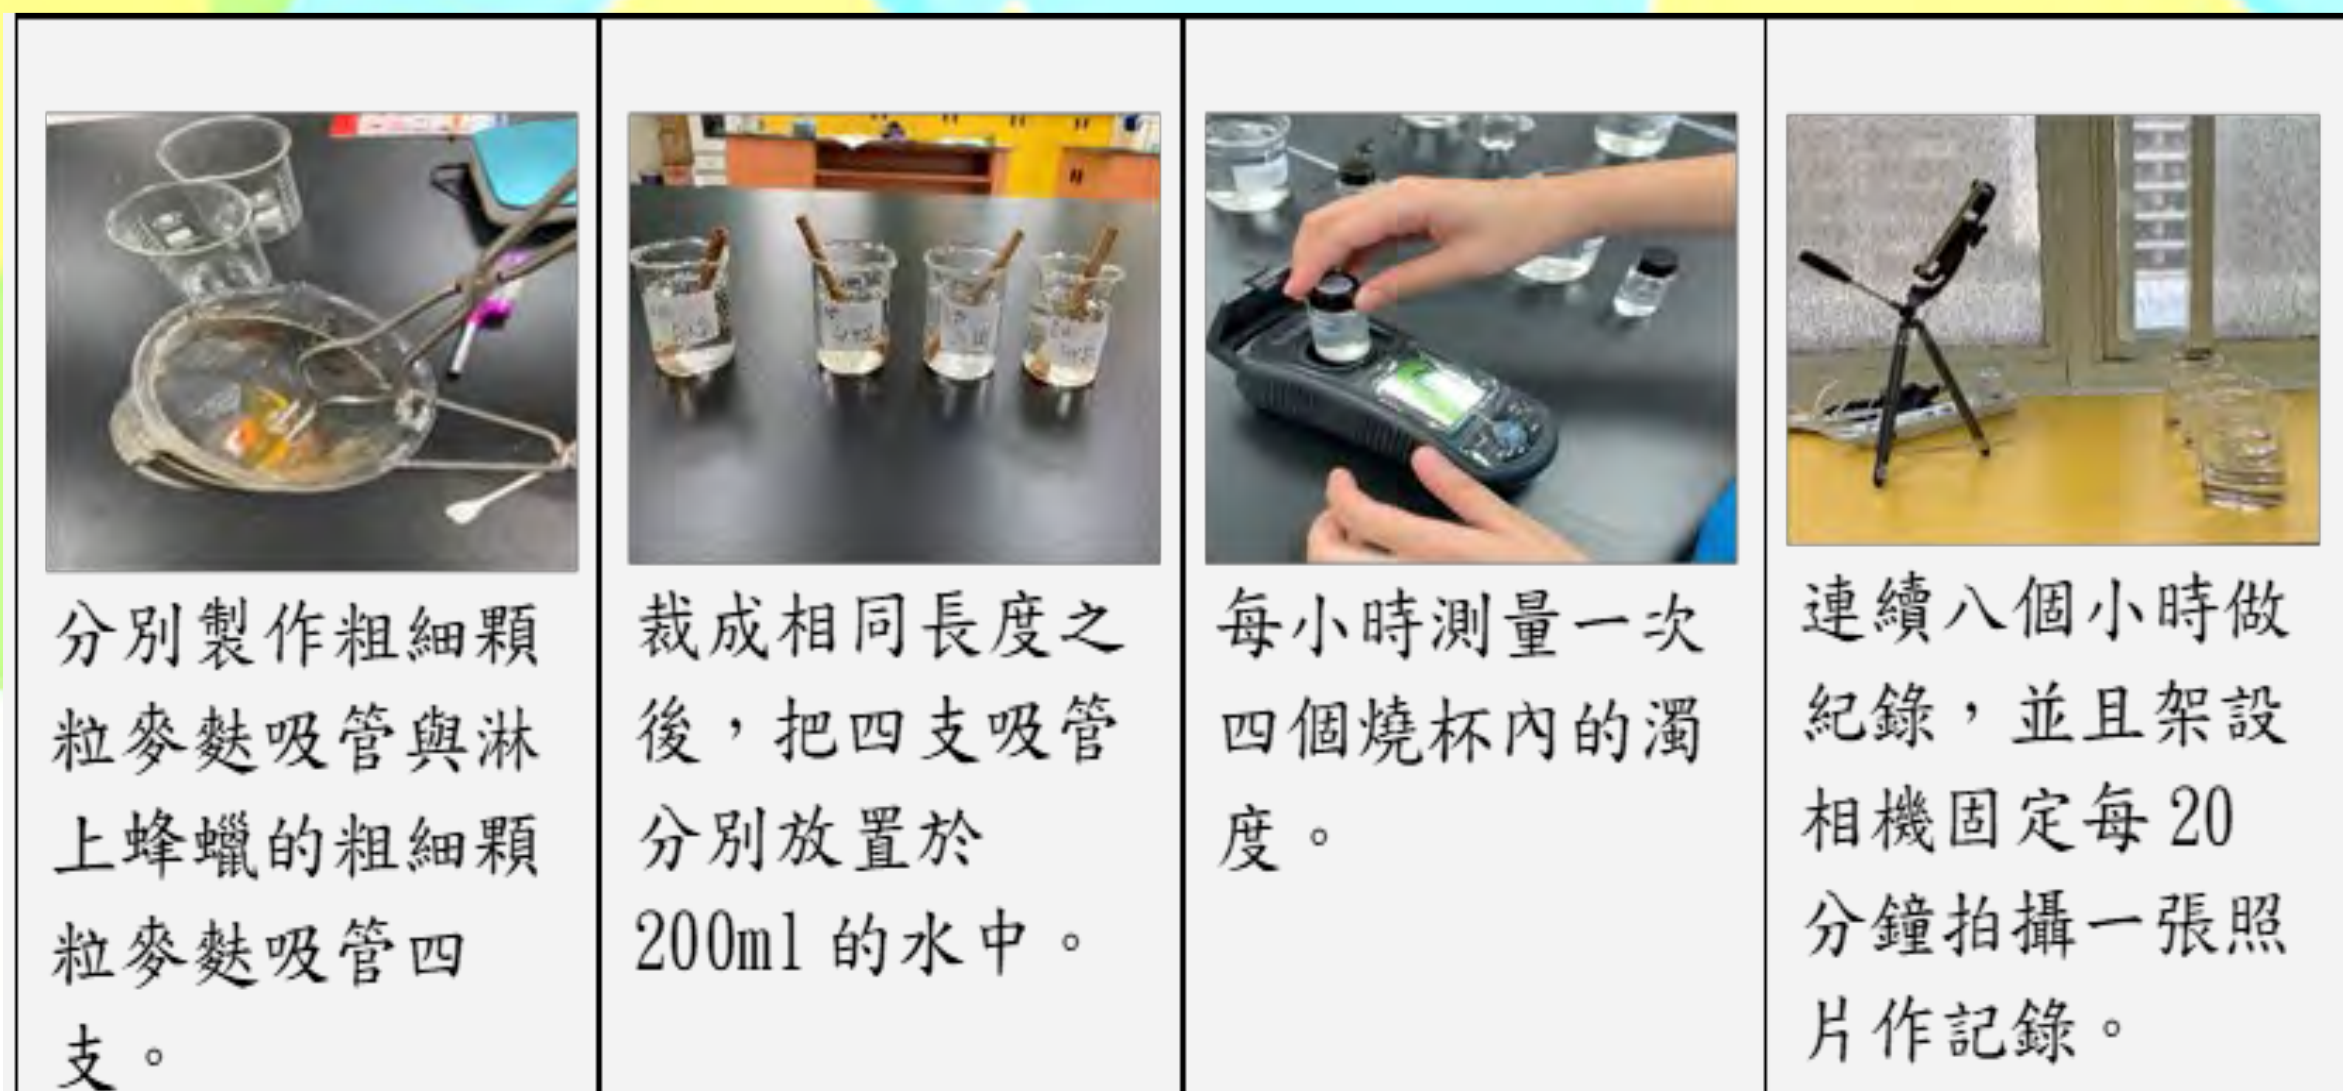 分別製作粗細顆
粒麥麩吸管與淋
上蜂蠟的粗細顆
粒麥麩吸管四
支。
裁成相同長度之
後，把四支吸管
分別放置於
200ml 的水中。
每小時測量一次
四個燒杯內的濁
度。
連續八個小時做
紀錄，並且架設
相機固定每 20
分鐘拍攝一張照
片作記錄。